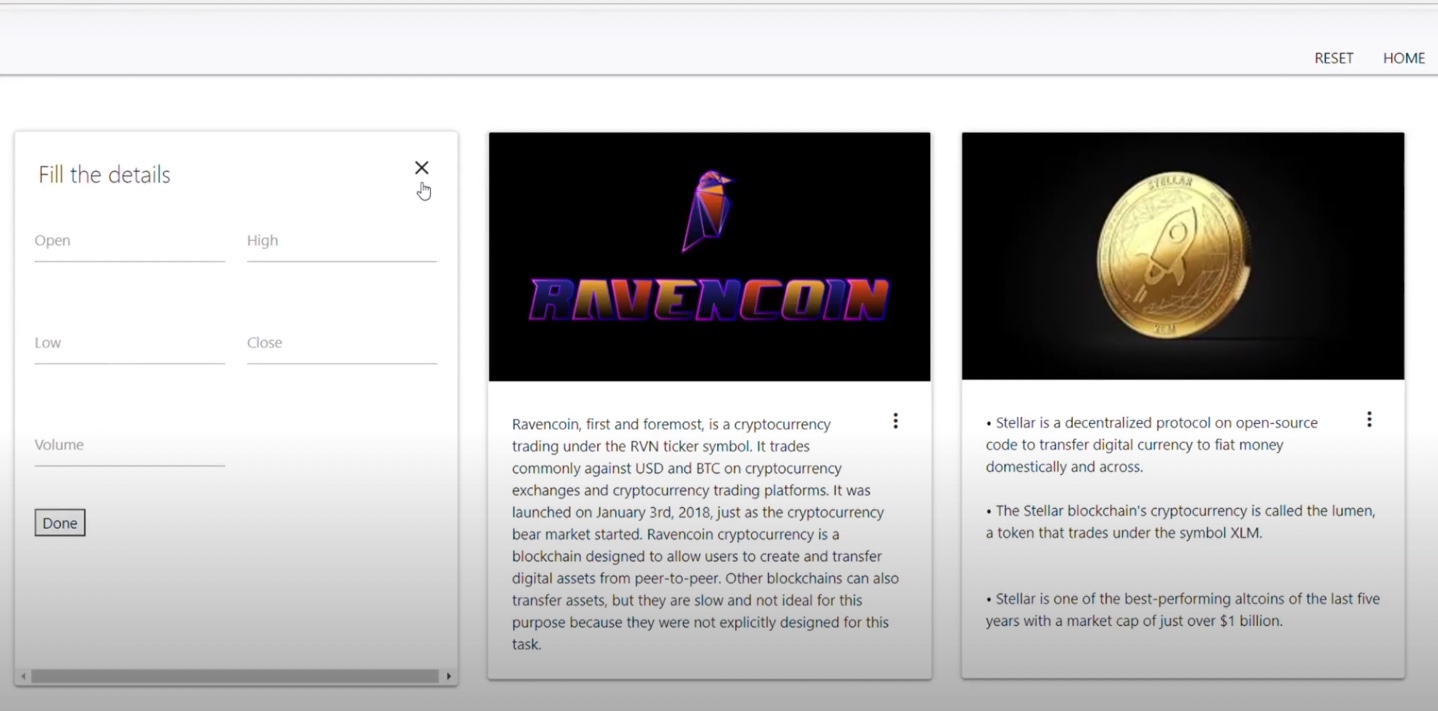 RESET HOME
Fill the details
Open High
Low Close
Volume
Done
RAVENCOIN
Ravencoin, first and foremost, is a cryptocurrency
trading under the RVN ticker symbol. It trades
commonly against USD and BTC on cryptocurrency
exchanges and cryptocurrency trading platforms. It was
launched on January 3rd, 2018, just as the cryptocurrency
bear market started. Ravencoin cryptocurrency is a
blockchain designed to allow users to create and transfer
digital assets from peer-to-peer. Other blockchains can also
transfer assets, but they are slow and not ideal for this
purpose because they were not explicitly designed for this
task.
STELLAR
XLM
• Stellar is a decentralized protocol on open-source
code to transfer digital currency to fiat money
domestically and across.
• The Stellar blockchain's cryptocurrency is called the lumen,
a token that trades under the symbol XLM.
• Stellar is one of the best-performing altcoins of the last five
years with a market cap of just over $1 billion.